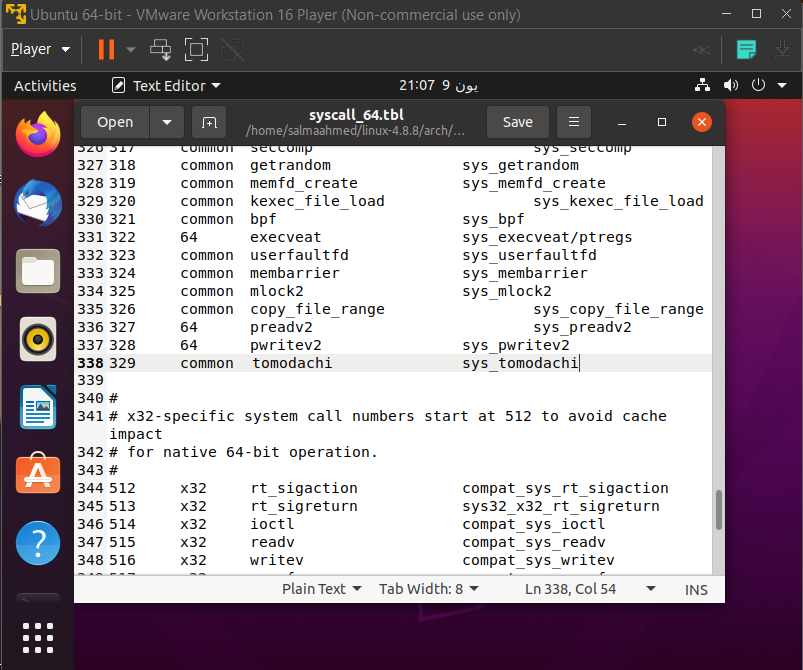 Ubuntu 64-bit - VMware Workstation 16 Player (Non-commercial use only)
Player
Activities Text Editor 21:07 9 يون
Open syscall_64.tbl Save
/home/salmaahmed/linux-4.8.8/arch/...
326 317 common seccomp sys_seccomp
327 318 common getrandom sys_getrandom
328 319 common memfd_create sys_memfd_create
329 320 common kexec_file_load sys_kexec_file_load
330 321 common bpf sys_bpf
331 322 64 execveat sys_execveat/ptregs
332 323 common userfaultfd sys_userfaultfd
333 324 common membarrier sys_membarrier
334 325 common mlock2 sys_mlock2
335 326 common copy_file_range sys_copy_file_range
336 327 64 preadv2 sys_preadv2
337 328 64 pwritev2 sys_pwritev2
338 329 common tomodachi sys_tomodachi
339
340 #
341 # x32-specific system call numbers start at 512 to avoid cache
impact
342 # for native 64-bit operation.
343 #
344 512 x32 rt_sigaction compat_sys_rt_sigaction
345 513 x32 rt_sigreturn sys32_x32_rt_sigreturn
346 514 x32 ioctl compat_sys_ioctl
347 515 x32 readv compat_sys_readv
348 516 x32 writev compat_sys_writev
Plain Text Tab Width: 8 Ln 338, Col 54 INS